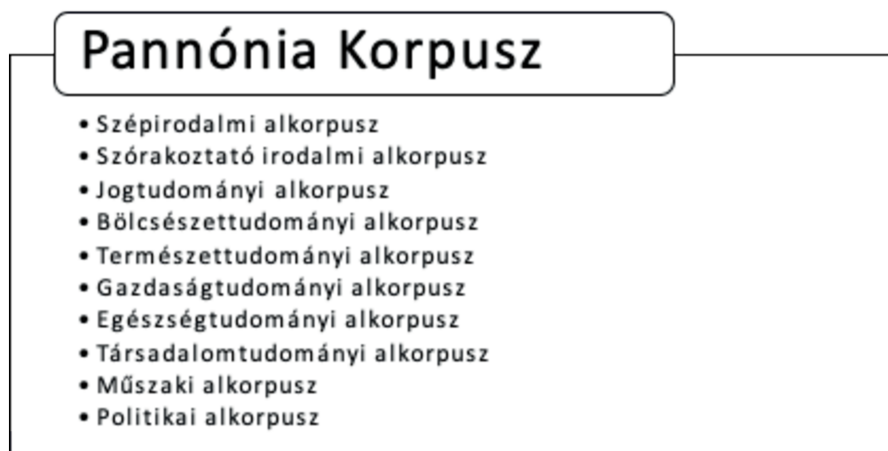 Pannónia Korpusz
• Szépirodalmi alkorpusz
• Szórakoztató irodalmi alkorpusz
• Jogtudományi alkorpusz
• Bölcsészettudományi alkorpusz
• Természettudományi alkorpusz
• Gazdaságtudományi alkorpusz
• Egészségtudományi alkorpusz
• Társadalomtudományi alkorpusz
• Műszaki alkorpusz
• Politikai alkorpusz